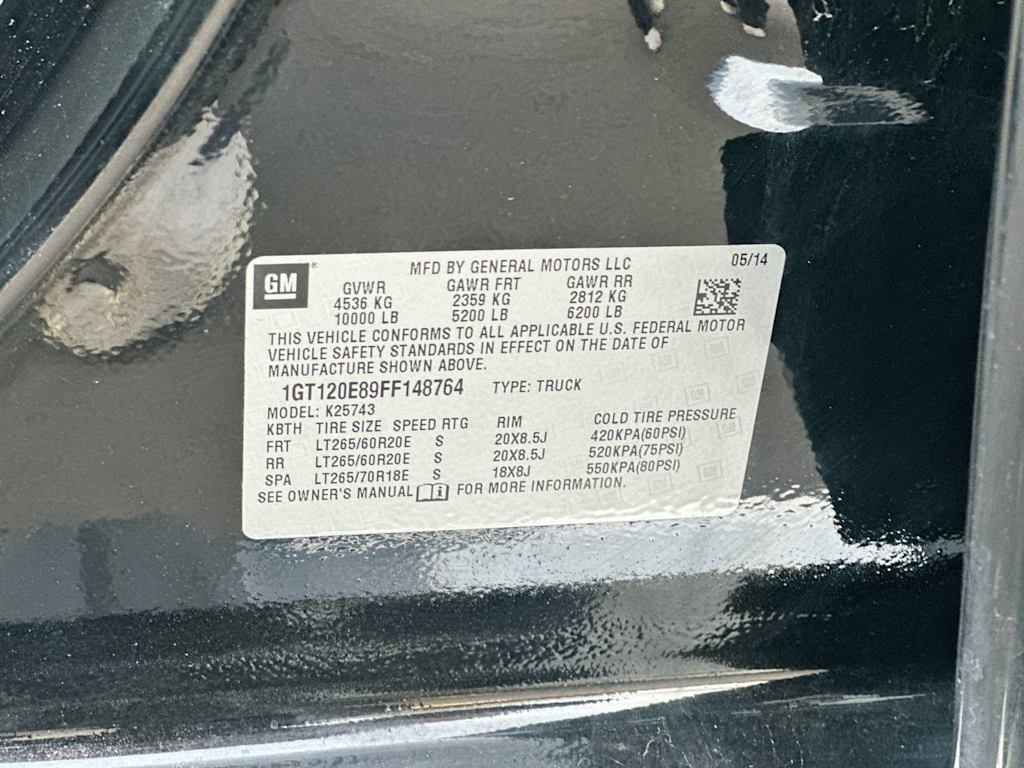 GM
MFD BY GENERAL MOTORS LLC 05/14
GVWR GAWR FRT GAWR RR
4536 KG 2359 KG 2812 KG
10000 LB 5200 LB 6200 LB
THIS VEHICLE CONFORMS TO ALL APPLICABLE U.S. FEDERAL MOTOR
VEHICLE SAFETY STANDARDS IN EFFECT ON THE DATE OF
MANUFACTURE SHOWN ABOVE.
1GT120E89FF148764 TYPE: TRUCK
MODEL: K25743
KBTH TIRE SIZE SPEED RTG RIM COLD TIRE PRESSURE
FRT LT265/60R20E S 20X8.5J 420KPA(60PSI)
RR LT265/60R20E S 20X8.5J 520KPA(75PSI)
SPA LT265/70R18E S 18X8J 550KPA(80PSI)
SEE OWNER'S MANUAL FOR MORE INFORMATION.